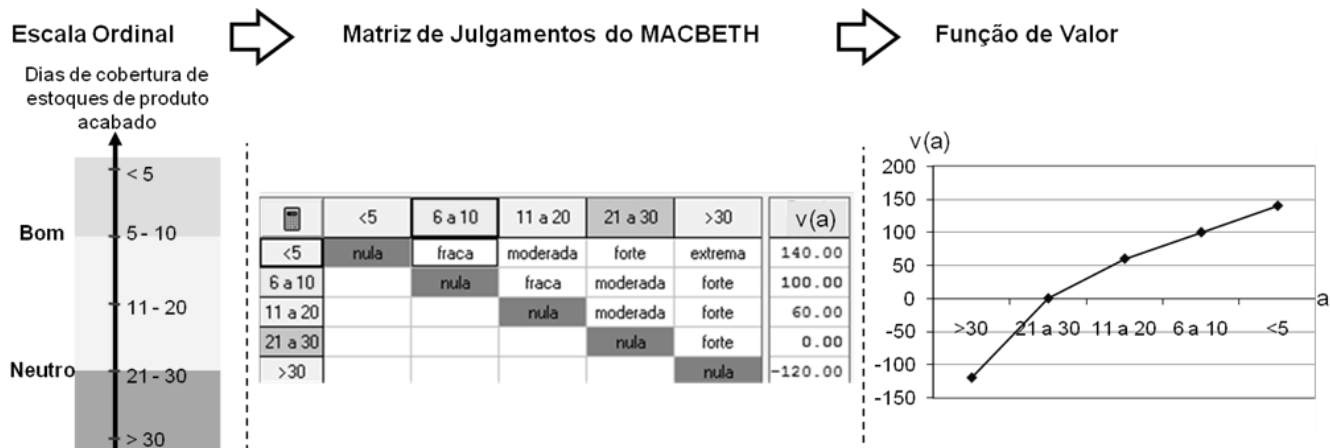 Escala Ordinal
Matriz de Julgamentos do MACBETH
Função de Valor
Dias de cobertura de
estoques de produto
acabado
< 5
Bom
5 - 10
11 - 20
Neutro
21 - 30
> 30
<5 6 a 10 11 a 20 21 a 30 >30 v(a)
<5 nula fraca moderada forte extrema 140.00
6 a 10 nula fraca moderada forte 100.00
11 a 20 nula moderada forte 60.00
21 a 30 nula forte 0.00
>30 nula -120.00
v(a)
200
150
100
50
0
-50
-100
-150
>30 21 a 30 11 a 20 6 a 10 <5
a